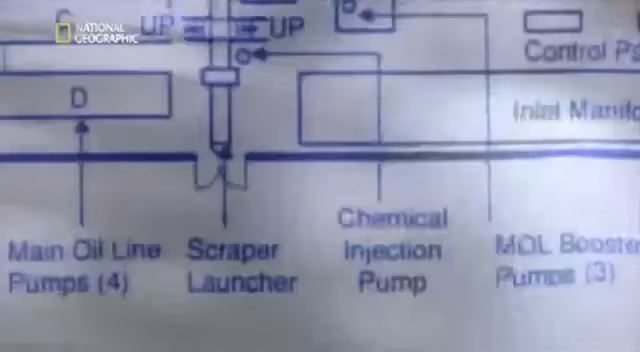 NATIONAL
GEOGRAPHIC
UP
UP
Control
D
Inlet
Main Oil Line
Pumps (4)
Scraper
Launcher
Chemical
Injection
Pump
MOL Booster
Pumps (3)